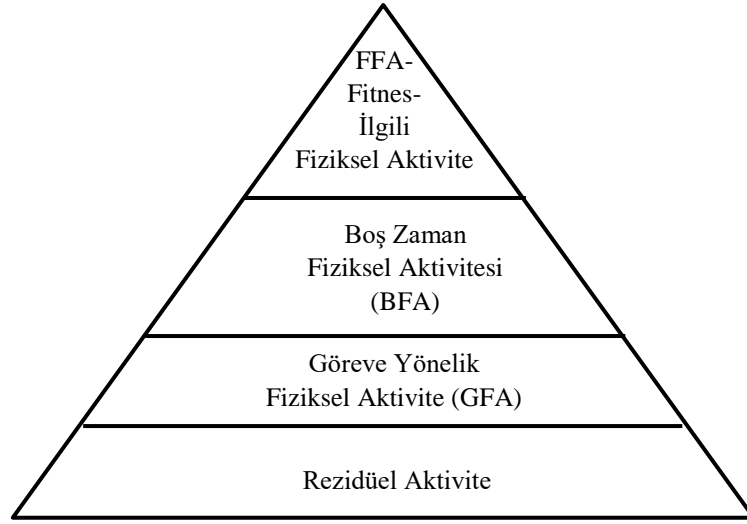 FFA-
Fitnes-
İlgili
Fiziksel Aktivite
Boş Zaman
Fiziksel Aktivitesi
(BFA)
Göreve Yönelik
Fiziksel Aktivite (GFA)
Rezidüel Aktivite